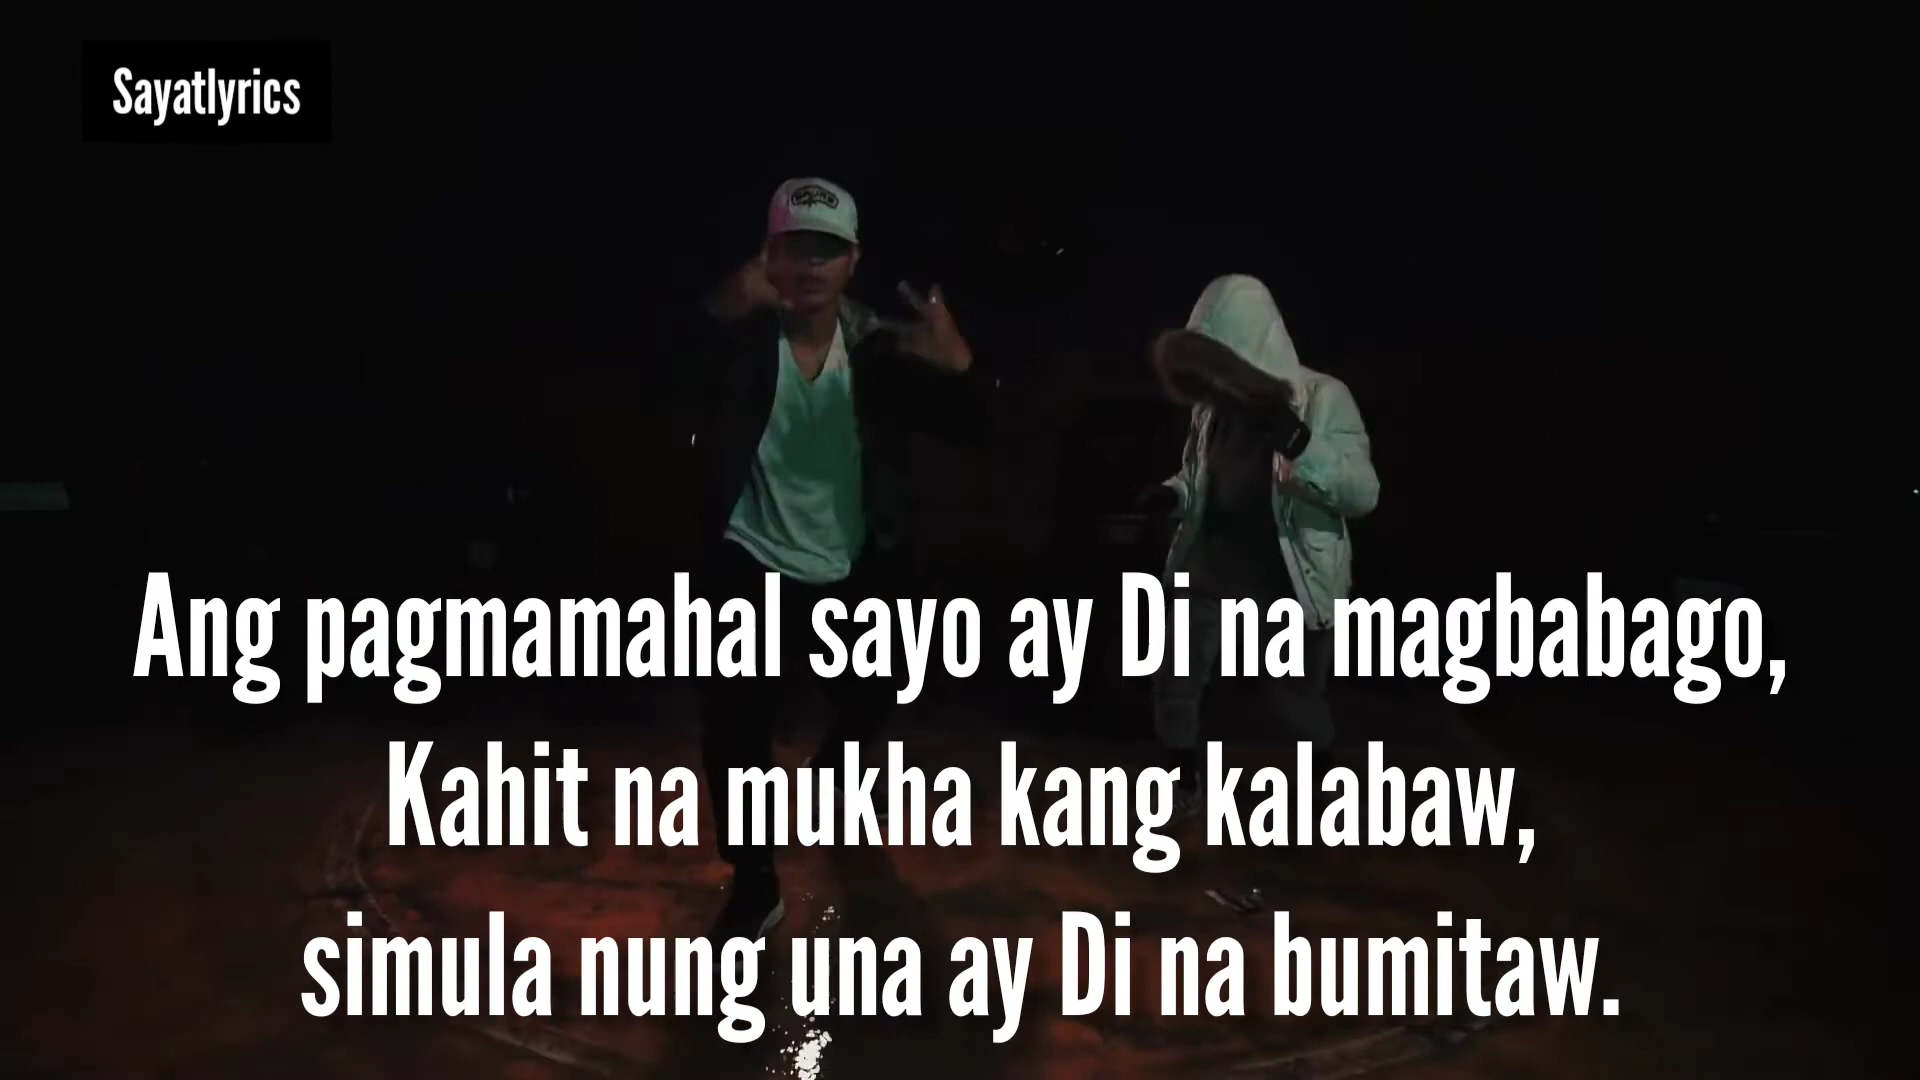 Sayatlyrics
SPURS
Ang pagmamahal sayo ay Di na magbabago,
Kahit na mukha kang kalabaw,
simula nung una ay Di na bumitaw.